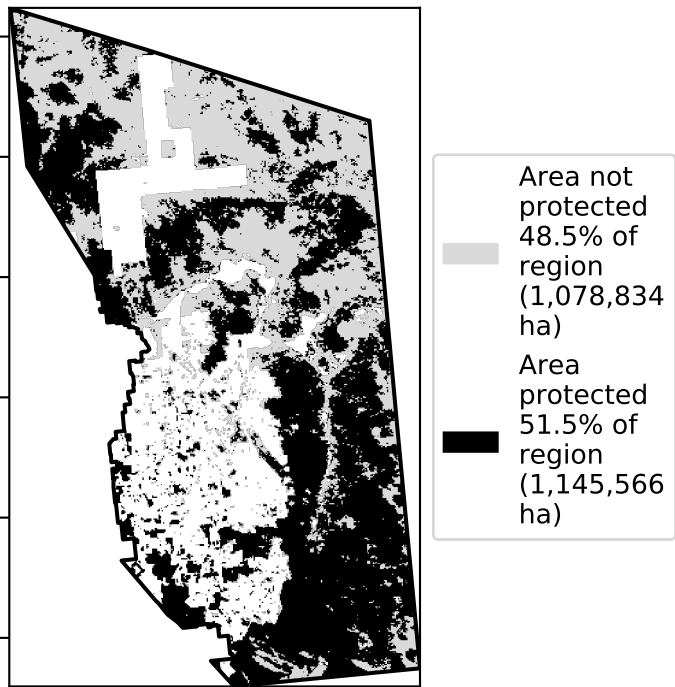 Area not
protected
48.5% of
region
(1,078,834
ha)
Area
protected
51.5% of
region
(1,145,566
ha)